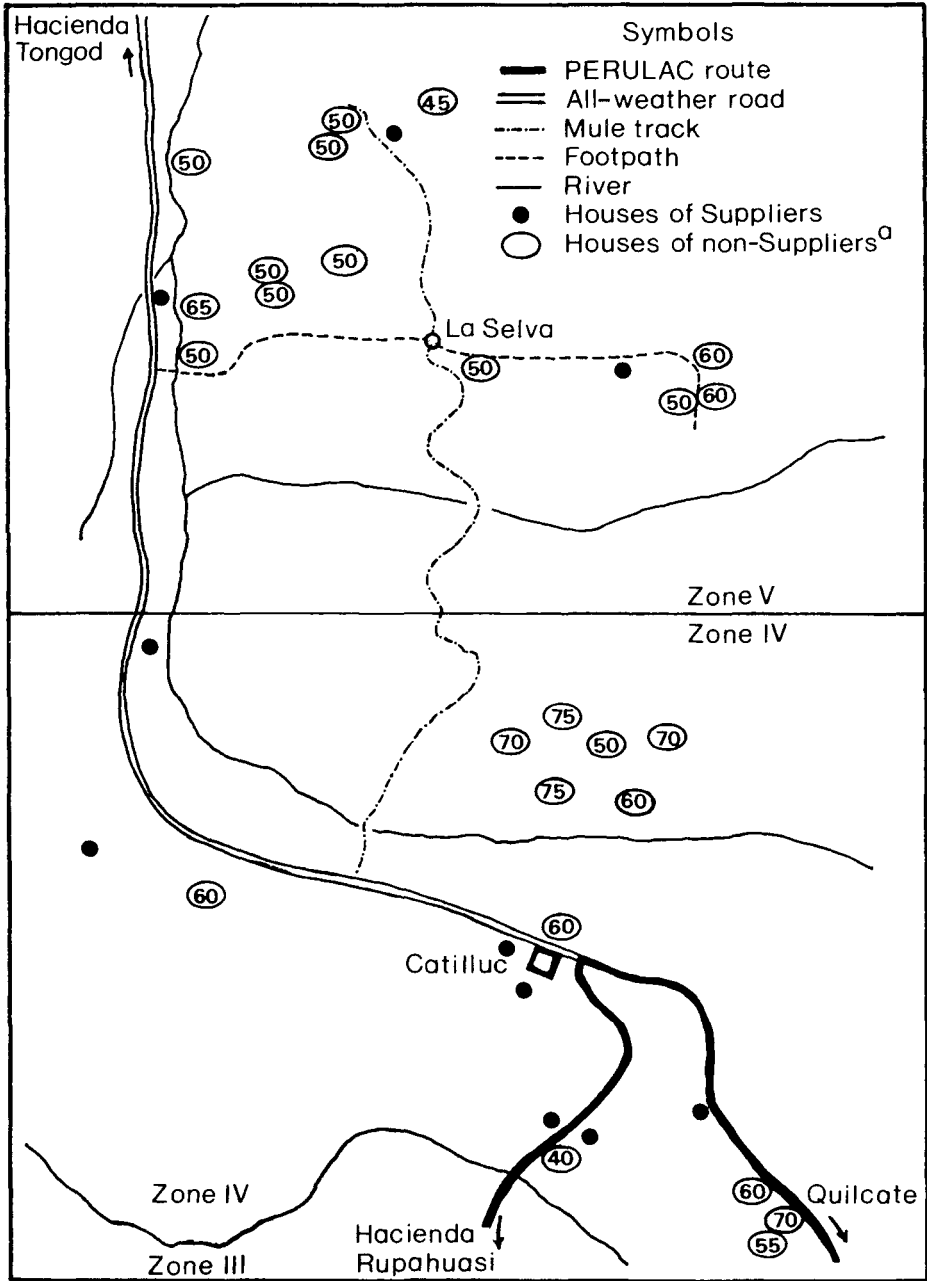 Hacienda
Tongod
Symbols
PERULAC route
All-weather road
Mule track
Footpath
River
Houses of Suppliers
Houses of non-Suppliers a
45
50
50
50
50
50
50
65
50
La Selva
50
60
50
60
Zone V
Zone IV
75
70
50
70
75
60
60
60
Catilluc
40
60
70
55
Quilcate
Zone IV
Zone III
Hacienda
Rupahuasi